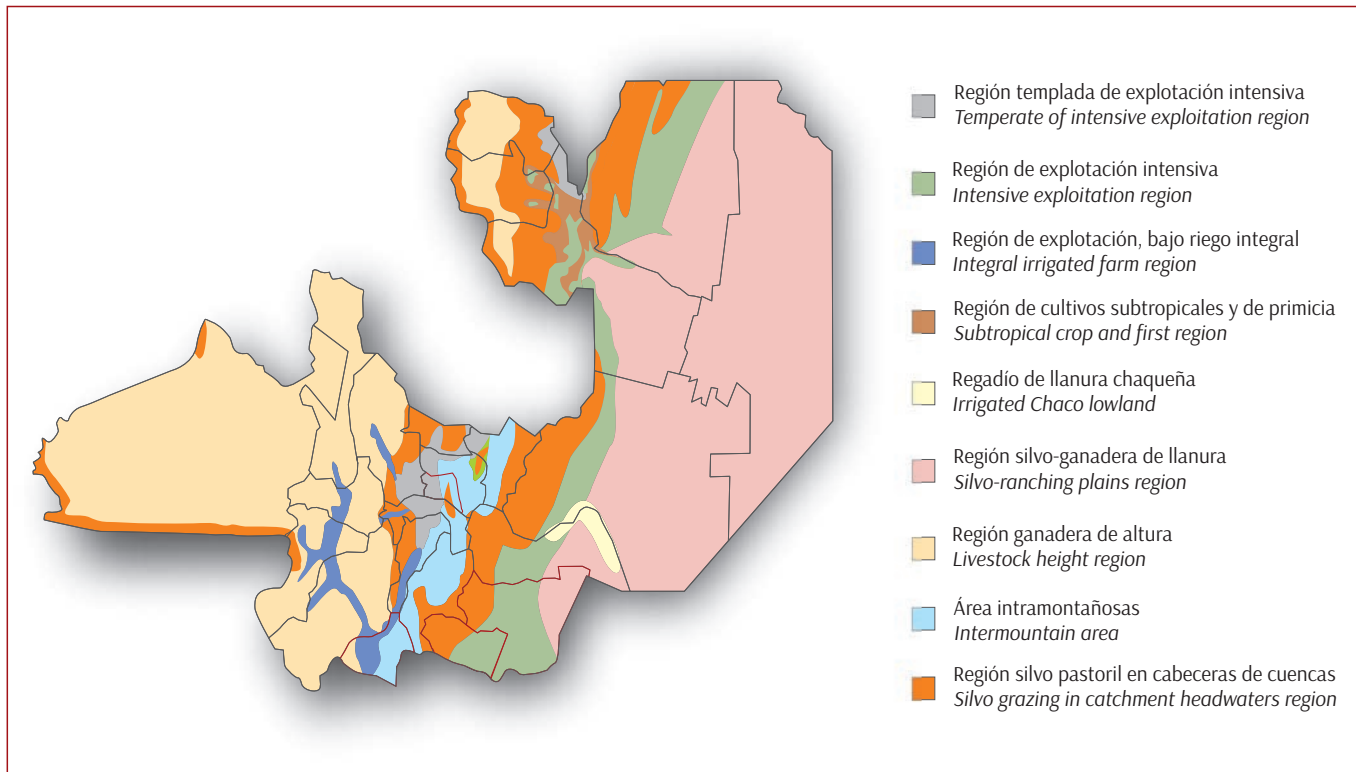 Región templada de explotación intensiva
Temperate of intensive exploitation region
Región de explotación intensiva
Intensive exploitation region
Región de explotación, bajo riego integral
Integral irrigated farm region
Región de cultivos subtropicales y de primicia
Subtropical crop and first region
Regadío de llanura chaqueña
Irrigated Chaco lowland
Región silvo-ganadera de llanura
Silvo-ranching plains region
Región ganadera de altura
Livestock height region
Área intramontañosas
Intermountain area
Región silvo pastoril en cabeceras de cuencas
Silvo grazing in catchment headwaters region